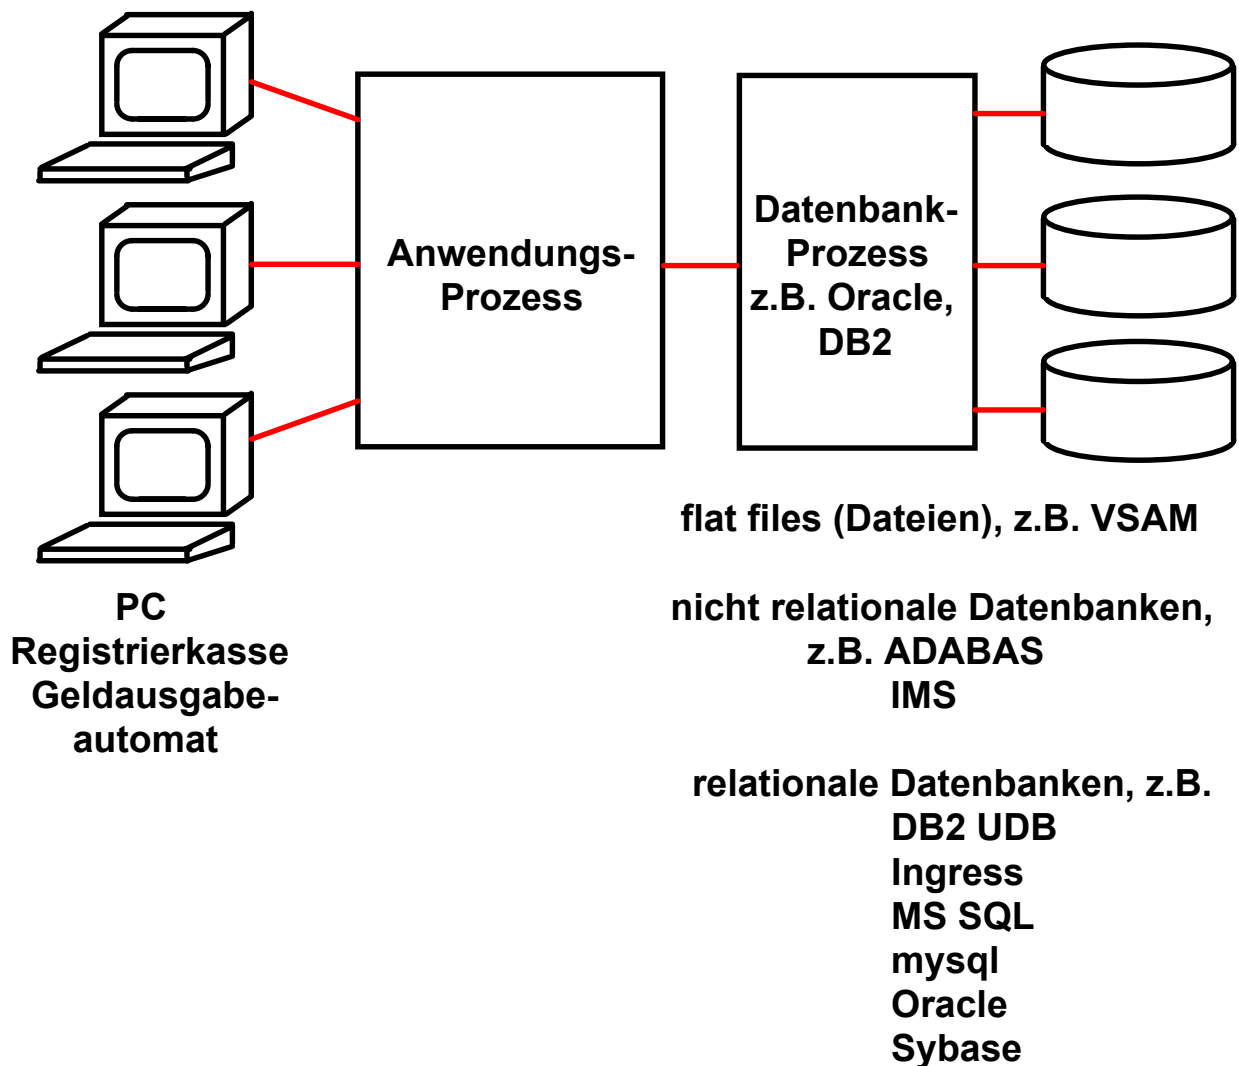 Anwendungs-
Prozess
Datenbank-
Prozess
z.B. Oracle,
DB2
PC
Registrierkasse
Geldausgabe-
automat
flat files (Dateien), z.B. VSAM
nicht relationale Datenbanken,
z.B. ADABAS
IMS
relationale Datenbanken, z.B.
DB2 UDB
Ingress
MS SQL
mysql
Oracle
Sybase